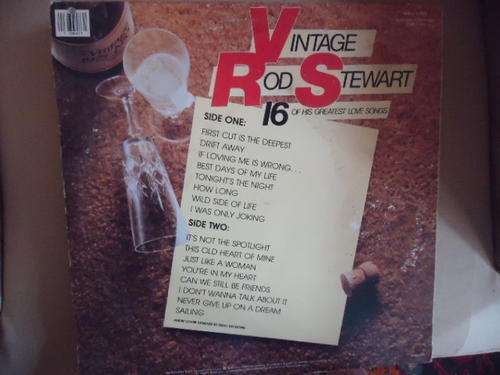 VINTAGE
ROD STEWART
16 OF HIS GREATEST LOVE SONGS
SIDE ONE:
FIRST CUT IS THE DEEPEST
DRIFT AWAY
IF LOVING ME IS WRONG...
BEST DAYS OF MY LIFE
TONIGHT'S THE NIGHT
HOW LONG
WILD SIDE OF LIFE
I WAS ONLY JOKING
SIDE TWO:
IT'S NOT THE SPOTLIGHT
THIS OLD HEART OF MINE
JUST LIKE A WOMAN
YOU'RE IN MY HEART
CAN WE STILL BE FRIENDS
I DON'T WANNA TALK ABOUT IT
NEVER GIVE UP ON A DREAM
SAILING